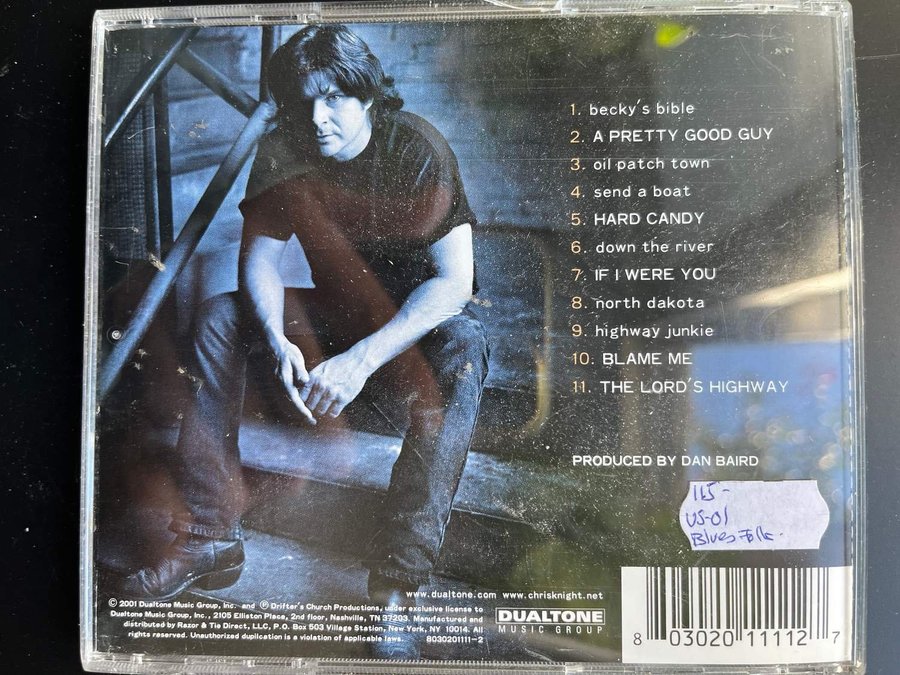 1. becky's bible
2. A PRETTY GOOD GUY
3. oil patch town
4. send a boat
5. HARD CANDY
6. down the river
7. IF I WERE YOU
8. north dakota
9. highway junkie
10. BLAME ME
11. THE LORD'S HIGHWAY
PRODUCED BY DAN BAIRD
115-
US-01
Blues Folk.
www.dualtone.com www.chrisknight.net
© 2001 Dualtone Music Group, Inc. and ℗ Drifter's Church Productions, under exclusive license to
Dualtone Music Group, Inc., 2105 Elliston Place, 2nd floor, Nashville, TN 37203. Manufactured and
distributed by Razor & Tie Direct, LLC, P.O. Box 503 Village Station, New York, NY 10014. All
rights reserved. Unauthorized duplication is a violation of applicable laws. 8030201111-2
DUALTONE
MUSIC GROUP
8 03020 11112 7